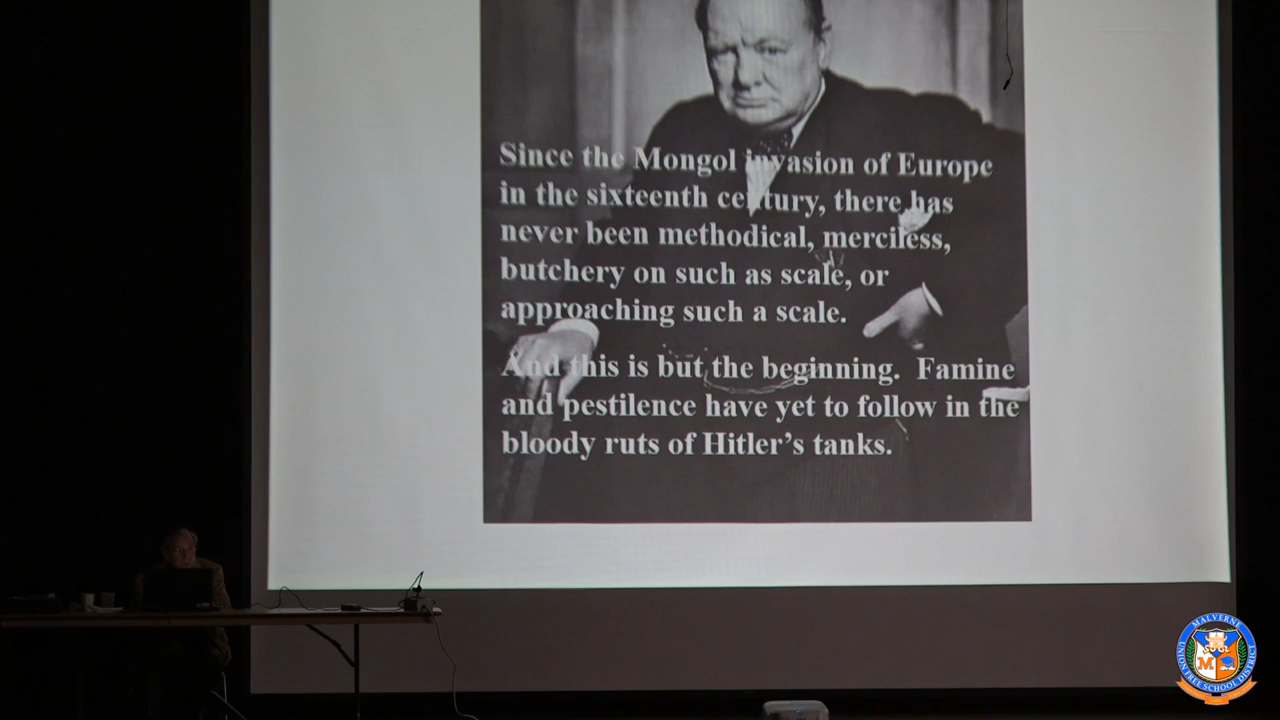 Since the Mongol invasion of Europe
in the sixteenth century, there has
never been methodical, merciless,
butchery on such as scale, or
approaching such a scale.
And this is but the beginning.  Famine
and pestilence have yet to follow in the
bloody ruts of Hitler’s tanks.
MALVERNE
UNION FREE SCHOOL DISTRICT
M